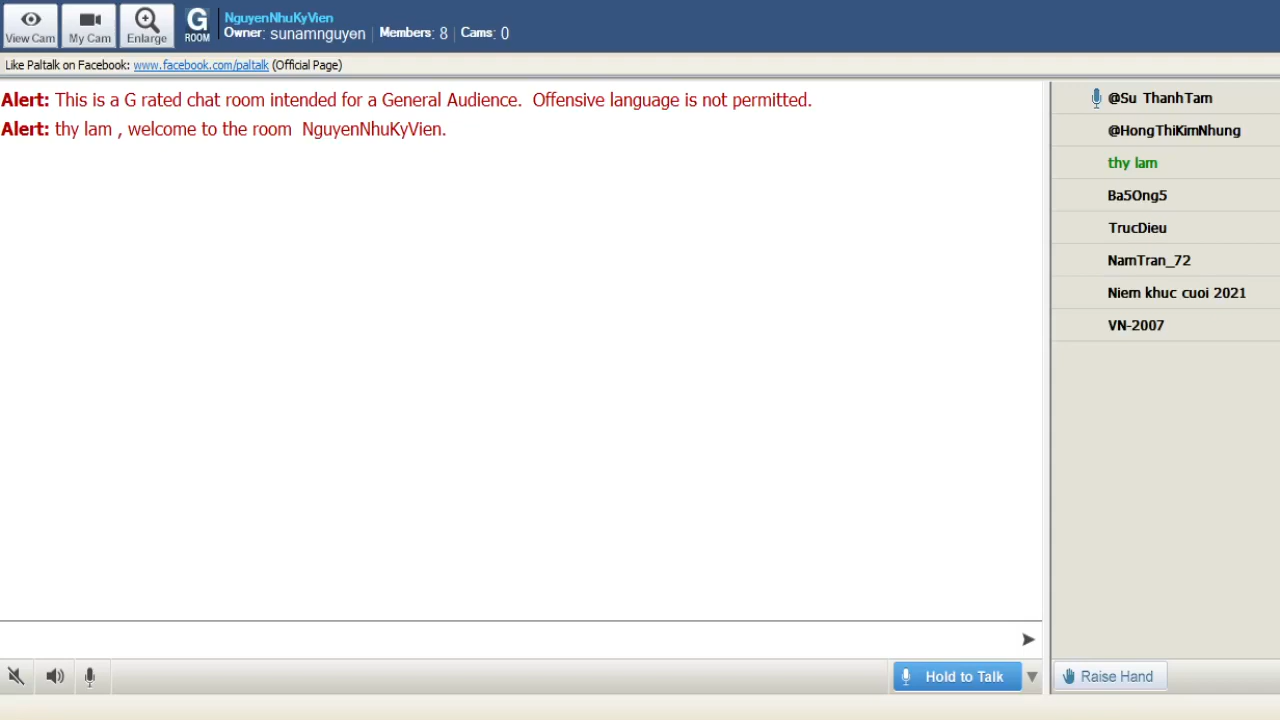 View Cam
My Cam
Enlarge
G
ROOM
NguyenNhuKyVien
Owner: sunamnguyen | Members: 8 | Cams: 0
Like Paltalk on Facebook: www.facebook.com/paltalk (Official Page)
Alert: This is a G rated chat room intended for a General Audience.  Offensive language is not permitted.
Alert: thy lam , welcome to the room  NguyenNhuKyVien.
@Su ThanhTam
@HongThiKimNhung
thy lam
Ba5Ong5
TrucDieu
NamTran_72
Niem khuc cuoi 2021
VN-2007
Hold to Talk
Raise Hand